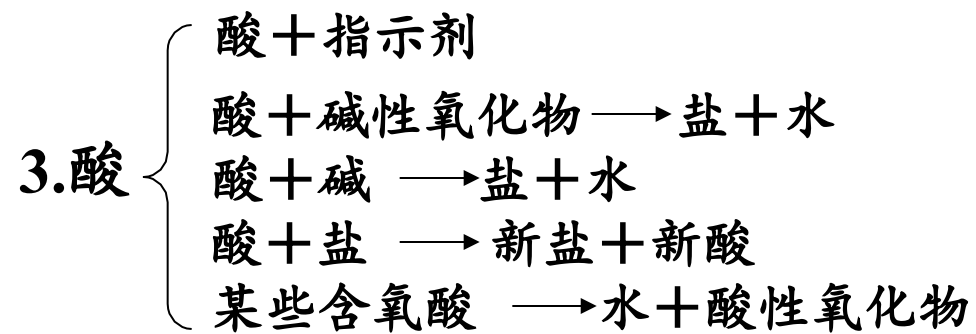 酸＋指示剂
酸＋碱性氧化物→盐＋水
3.酸
酸＋碱 →盐＋水
酸＋盐 →新盐＋新酸
某些含氧酸 →水＋酸性氧化物